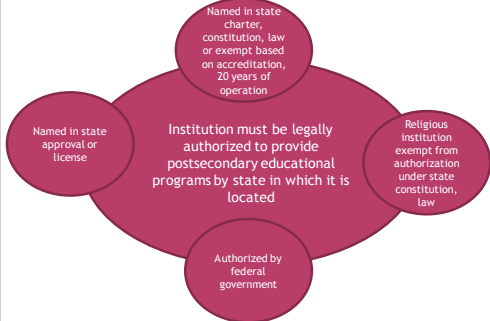 Named in state
charter,
constitution, law
or exempt based
on accreditation,
20 years of
operation
Named in state
approval or
license
Institution must be legally
authorized to provide
postsecondary educational
programs by state in which it is
located
Religious
institution
exempt from
authorization
under state
constitution,
law
Authorized by
federal
government